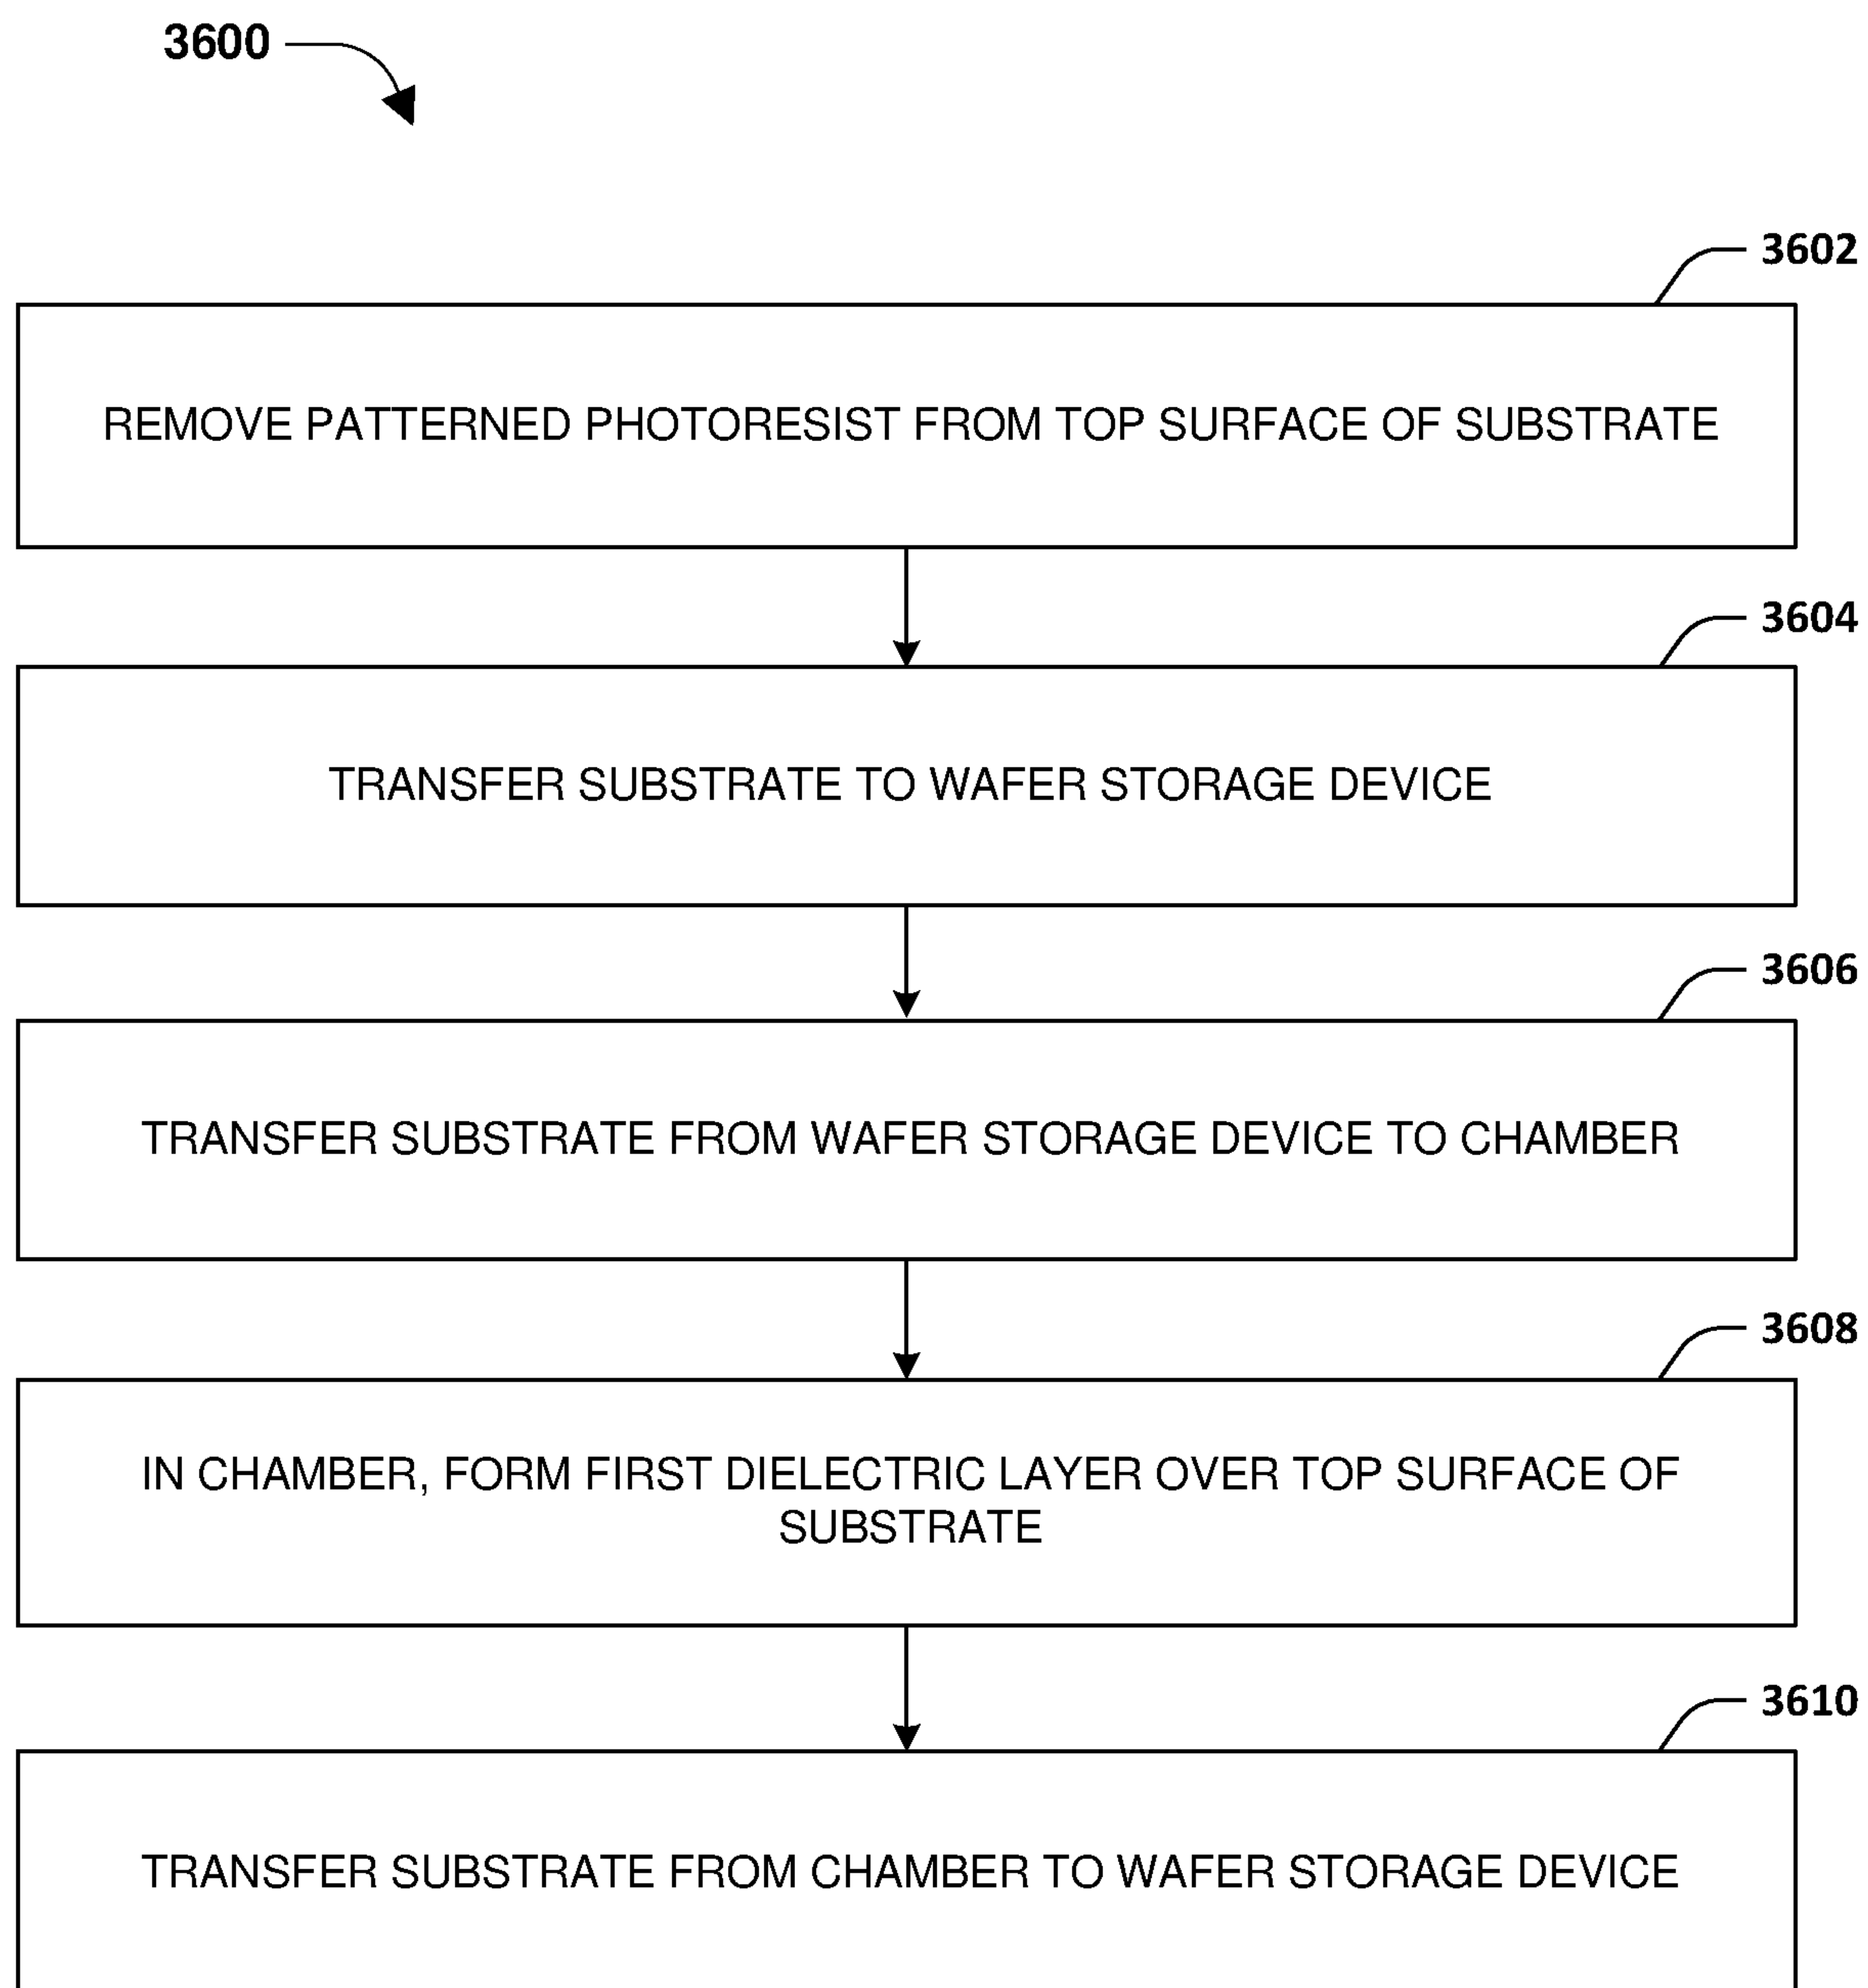 3600
3602
REMOVE PATTERNED PHOTORESIST FROM TOP SURFACE OF SUBSTRATE
3604
TRANSFER SUBSTRATE TO WAFER STORAGE DEVICE
3606
TRANSFER SUBSTRATE FROM WAFER STORAGE DEVICE TO CHAMBER
3608
IN CHAMBER, FORM FIRST DIELECTRIC LAYER OVER TOP SURFACE OF
SUBSTRATE
3610
TRANSFER SUBSTRATE FROM CHAMBER TO WAFER STORAGE DEVICE